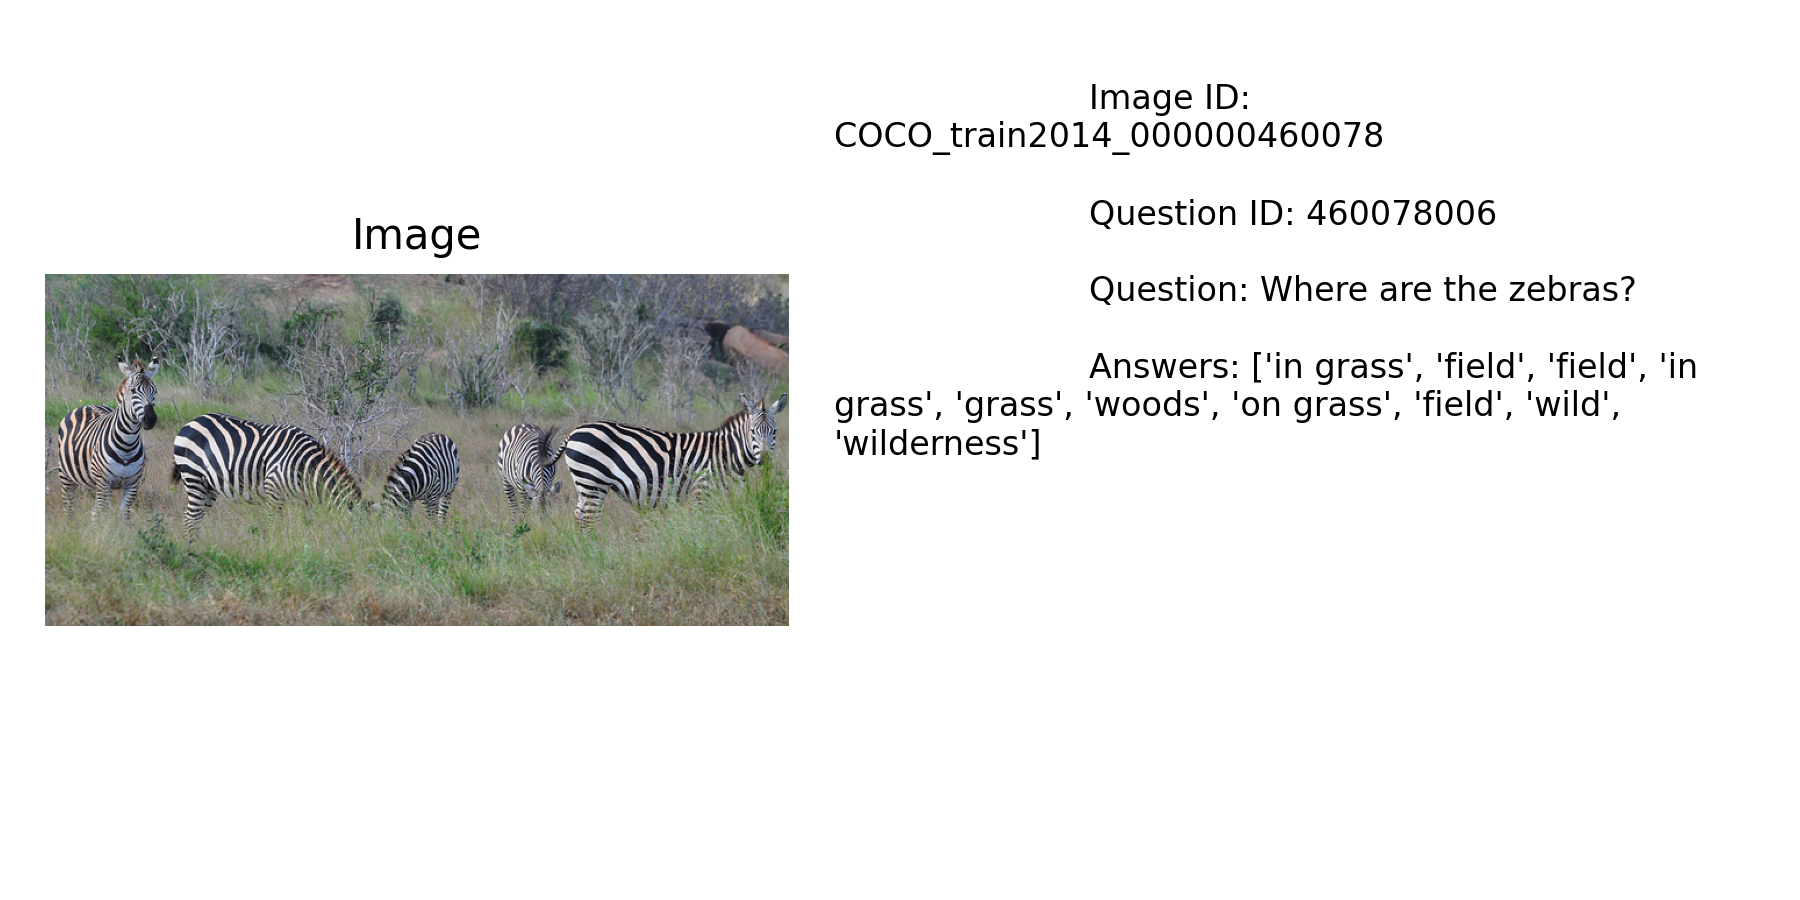 Image
Image ID:
COCO_train2014_000000460078
Question ID: 460078006
Question: Where are the zebras?
Answers: ['in grass', 'field', 'field', 'in
grass', 'grass', 'woods', 'on grass', 'field', 'wild',
'wilderness']